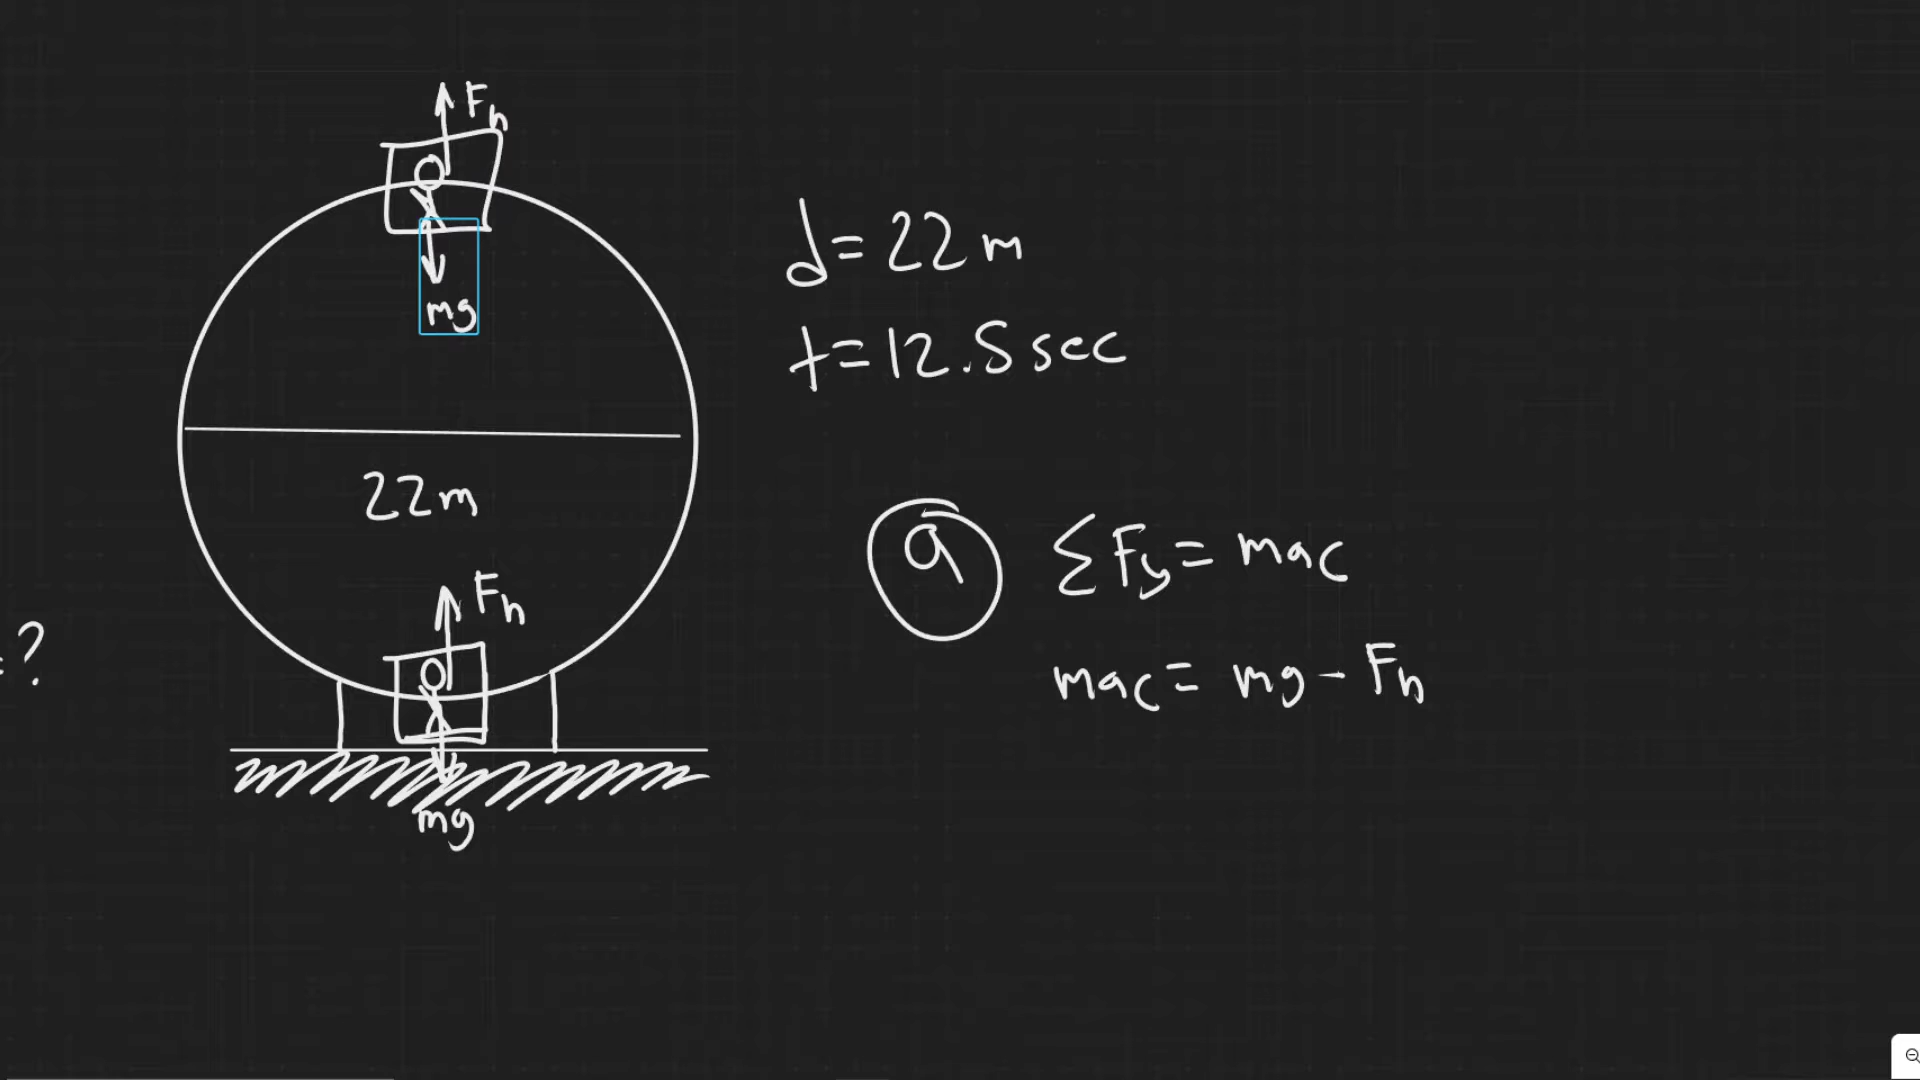 Fn
mg
22m
Fn
mg
=?
d=22m
t=12.5sec
a ΣFy=mac
mac=mg-Fn